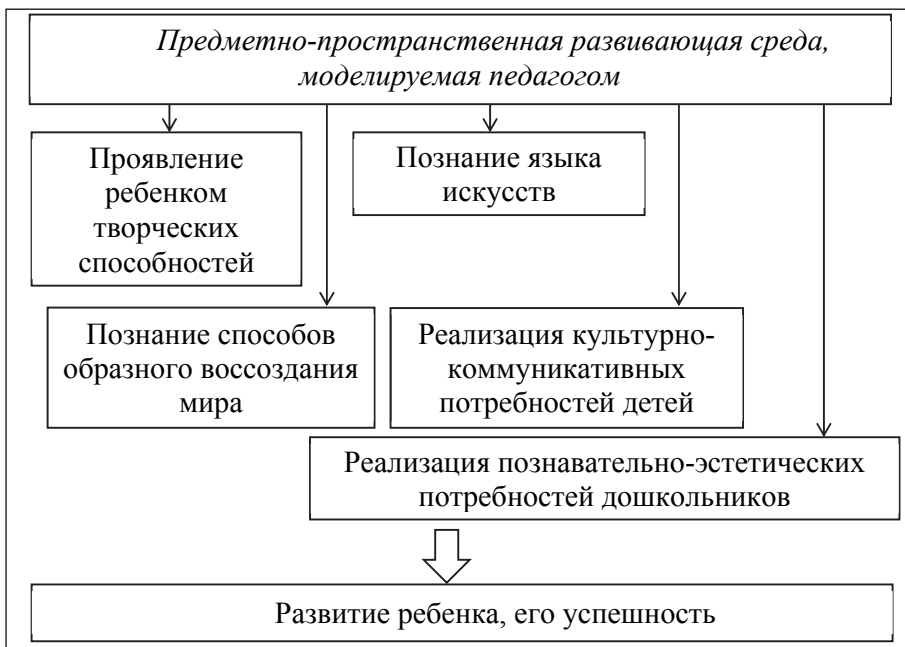 Предметно-пространственная развивающая среда,
моделируемая педагогом
Проявление
ребенком
творческих
способностей
Познание языка
искусств
Познание способов
образного воссоздания
мира
Реализация культурно-
коммуникативных
потребностей детей
Реализация познавательно-эстетических
потребностей дошкольников
Развитие ребенка, его успешность